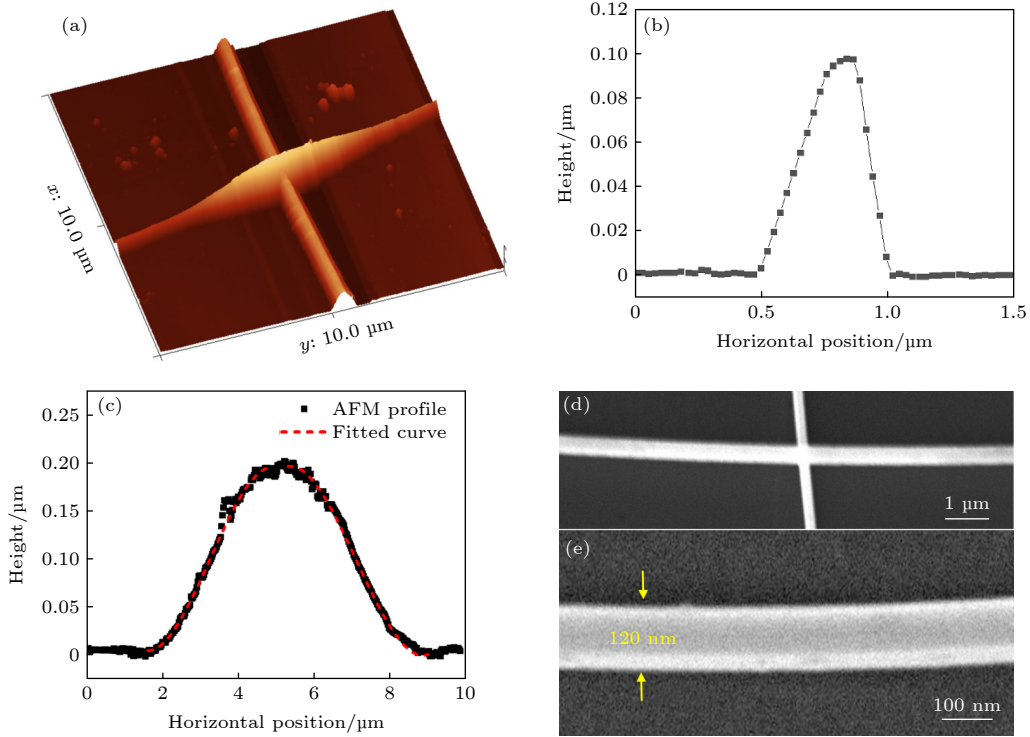 (a)
x: 10.0 µm
y: 10.0 µm
(b)
0.12
0.10
0.08
0.06
0.04
0.02
0
Height/µm
0
0.5
1.0
1.5
Horizontal position/µm
(c)
AFM profile
Fitted curve
0.25
0.20
0.15
0.10
0.05
0
Height/µm
0
2
4
6
8
10
Horizontal position/µm
(d)
1 µm
(e)
120 nm
100 nm